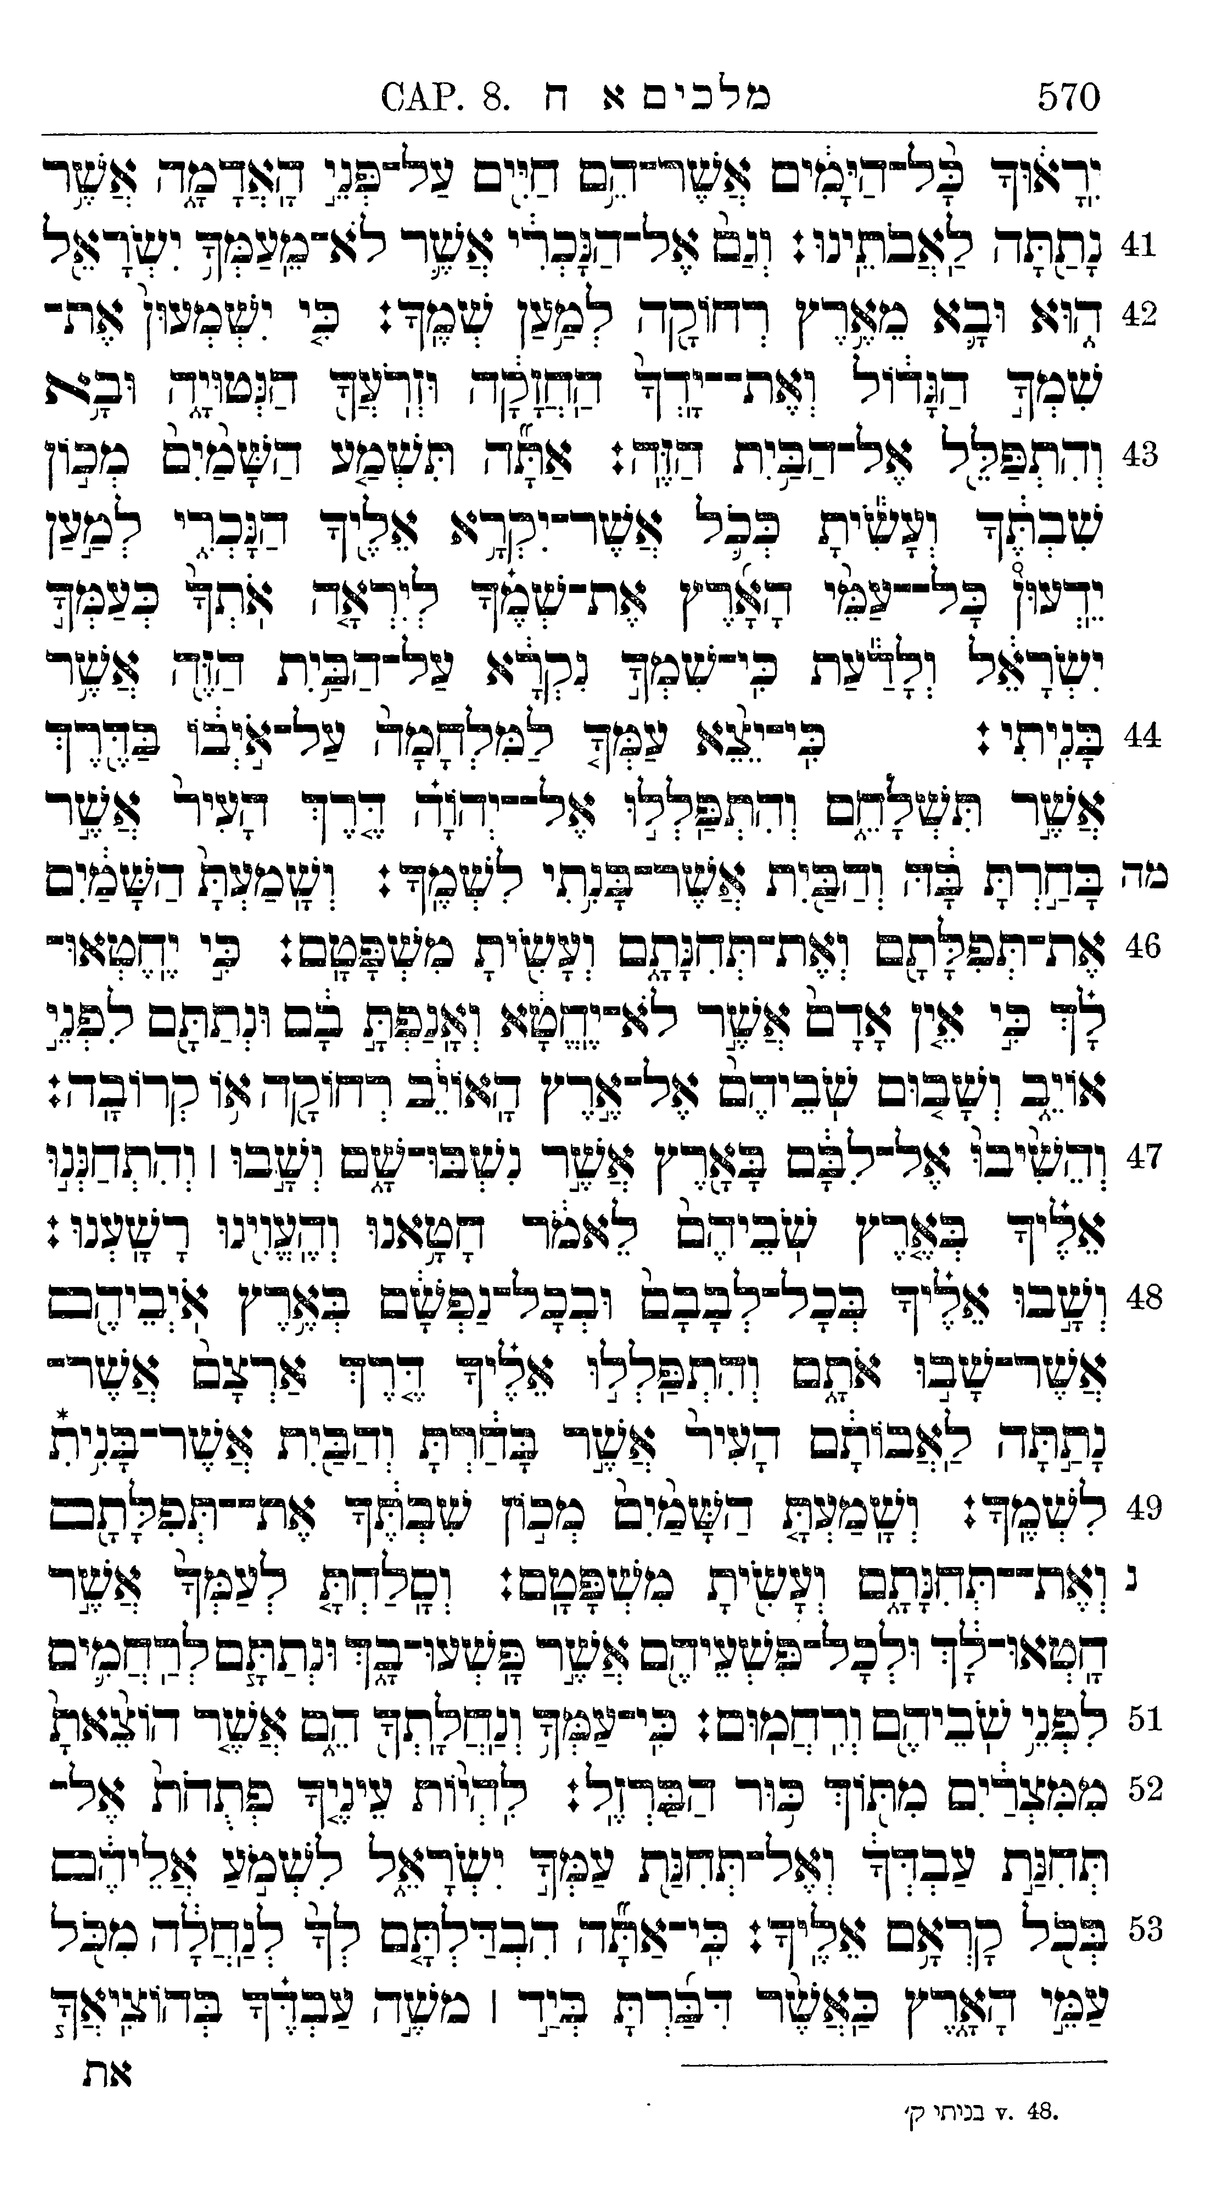 570 מלכים א ח CAP. 8.
יִֽרָא֔וּךָ כׇּ֨ל־הַיָּמִ֔ים אֲשֶׁר־הֵ֥ם חַיִּ֖ים עַל־פְּנֵ֣י הָֽאֲדָמָ֑ה אֲשֶׁ֥ר
41 נָתַ֖תָּה לַֽאֲבֹתֵֽינוּ׃ וְגַם֙ אֶל־הַנָּכְרִ֔י אֲשֶׁ֛ר לֹא־מֵֽעַמְּךָ֥ יִשְׂרָאֵ֖ל
42 ה֑וּא וּבָ֛א מֵאֶ֥רֶץ רְחוֹקָ֖ה לְמַ֥עַן שְׁמֶֽךָ׃ כִּ֤י יִשְׁמְעוּן֙ אֶת־
שִׁמְךָ֣ הַגָּד֔וֹל וְאֶת־־יָֽדְךָ֙ הַֽחֲזָקָ֔ה וּזְרֹֽעֲךָ֖ הַנְּטוּיָ֑ה וּבָ֥א
43 וְהִתְפַּלֵּ֖ל אֶל־הַבַּ֥יִת הַזֶּֽה׃ אַתָּ֞ה תִּשְׁמַ֤ע הַשָּׁמַ֙יִם֙ מְכ֣וֹן
שִׁבְתֶּ֔ךָ וְעָשִׂ֕יתָ כְּכֹ֛ל אֲשֶׁר־יִקְרָ֥א אֵלֶ֖יךָ הַנָּכְרִ֑י לְמַ֣עַן
יֵֽדְעוּן֩ כׇּל־־עַמֵּ֨י הָאָ֜רֶץ אֶת־שְׁמֶ֗ךָ לְיִרְאָ֤ה אֹֽתְךָ֙ כְּעַמְּךָ֣
יִשְׂרָאֵ֔ל וְלָדַ֕עַת כִּֽי־שִׁמְךָ֣ נִקְרָ֔א עַל־הַבַּ֥יִת הַזֶּ֖ה אֲשֶׁ֥ר
44 בָּנִֽיתִי׃ כִּֽי־יֵצֵ֨א עַמְּךָ֤ לַמִּלְחָמָה֙ עַל־אֹ֣יְב֔וֹ בַּדֶּ֖רֶךְ
אֲשֶׁ֣ר תִּשְׁלָחֵ֑ם וְהִתְפַּֽלְל֣וּ אֶל־־יְהֹוָ֗ה דֶּ֤רֶךְ הָעִיר֙ אֲשֶׁ֣ר
מה בָּחַ֣רְתָּ בָּ֔הּ וְהַבַּ֖יִת אֲשֶׁר־בָּנִ֥תִי לִשְׁמֶֽךָ׃ וְשָֽׁמַעְתָּ֙ הַשָּׁמַ֔יִם
46 אֶת־תְּפִלָּתָ֖ם וְאֶת־תְּחִנָּתָ֑ם וְעָשִׂ֖יתָ מִשְׁפָּטָֽם׃ כִּ֣י יֶֽחֶטְאוּ־
לָ֗ךְ כִּ֣י אֵ֤ין אָדָם֙ אֲשֶׁ֣ר לֹא־יֶֽחֱטָ֔א וְאָֽנַפְתָּ֣ בָ֔ם וּנְתַתָּ֖ם לִפְנֵ֣י
אוֹיֵ֑ב וְשָׁב֤וּם שֹֽׁבֵיהֶם֙ אֶל־אֶ֣רֶץ הָֽאוֹיֵ֔ב רְחוֹקָ֖ה א֥וֹ קְרוֹבָֽה׃
47 וְהֵשִׁ֙יבוּ֙ אֶל־לִבָּ֔ם בָּאָ֖רֶץ אֲשֶׁ֣ר נִשְׁבּוּ־שָׁ֑ם וְשָׁ֣בוּ ׀ וְהִֽתְחַנְּנ֣וּ
אֵלֶ֗יךָ בְּאֶ֤רֶץ שֹֽׁבֵיהֶם֙ לֵאמֹ֔ר חָטָ֥אנוּ וְהֶֽעֱוִ֖ינוּ רָשָֽׁעְנוּ׃
48 וְשָׁ֣בוּ אֵלֶ֗יךָ בְּכׇל־לְבָבָם֙ וּבְכׇל־נַפְשָׁ֔ם בְּאֶ֥רֶץ אֹֽיְבֵיהֶ֖ם
אֲשֶׁר־שָׁב֣וּ אֹתָ֑ם וְהִֽתְפַּֽלְל֣וּ אֵלֶ֗יךָ דֶּ֤רֶךְ אַרְצָם֙ אֲשֶׁר־
נָתַ֣תָּה לַֽאֲבוֹתָ֔ם הָעִיר֙ אֲשֶׁ֣ר בָּחַ֔רְתָּ וְהַבַּ֖יִת אֲשֶׁר־בָּנִ֥יתִ*
49 לִשְׁמֶֽךָ׃ וְשָֽׁמַעְתָּ֤ הַשָּׁמַ֙יִם֙ מְכ֣וֹן שִׁבְתְּךָ֔ אֶת־־תְּפִלָּתָ֖ם
נ וְאֶת־־תְּחִנָּתָ֑ם וְעָשִׂ֖יתָ מִשְׁפָּטָֽם׃ וְסָֽלַחְתָּ֤ לְעַמְּךָ֙ אֲשֶׁ֣ר
חָֽטְאוּ־לָ֔ךְ וּלְכׇל־פִּשְׁעֵיהֶ֖ם אֲשֶׁ֣ר פָּֽשְׁעוּ־בָ֑ךְ וּנְתַתָּ֧ם לְרַֽחֲמִ֛ים
51 לִפְנֵ֥י שֹֽׁבֵיהֶ֖ם וְרִֽחֲמֽוּם׃ כִּֽי־עַמְּךָ֥ וְנַֽחֲלָֽתְךָ֖ הֵ֑ם אֲשֶׁ֤ר הוֹצֵ֙אתָ֙
52 מִמִּצְרַ֔יִם מִתּ֖וֹךְ כּ֥וּר הַבַּרְזֶֽל׃ לִֽהְי֨וֹת עֵינֶ֤יךָ פְתֻחֹת֙ אֶל־
תְּחִנַּ֣ת עַבְדְּךָ֔ וְאֶל־תְּחִנַּ֖ת עַמְּךָ֣ יִשְׂרָאֵ֑ל לִשְׁמֹ֣עַ אֲלֵיהֶ֔ם
53 בְּכֹ֖ל קׇרְאָ֥ם אֵלֶֽיךָ׃ כִּֽי־אַתָּ֞ה הִבְדַּלְתָּ֤ם לְךָ֙ לְנַֽחֲלָ֔ה מִכֹּ֖ל
עַמֵּ֣י הָאָ֑רֶץ כַּֽאֲשֶׁ֨ר דִּבַּ֜רְתָּ בְּיַ֣ד ׀ מֹשֶׁ֣ה עַבְדֶּ֗ךָ בְּהוֹצִֽיאֲךָ֧
את
v. 48. בניתי ק׳